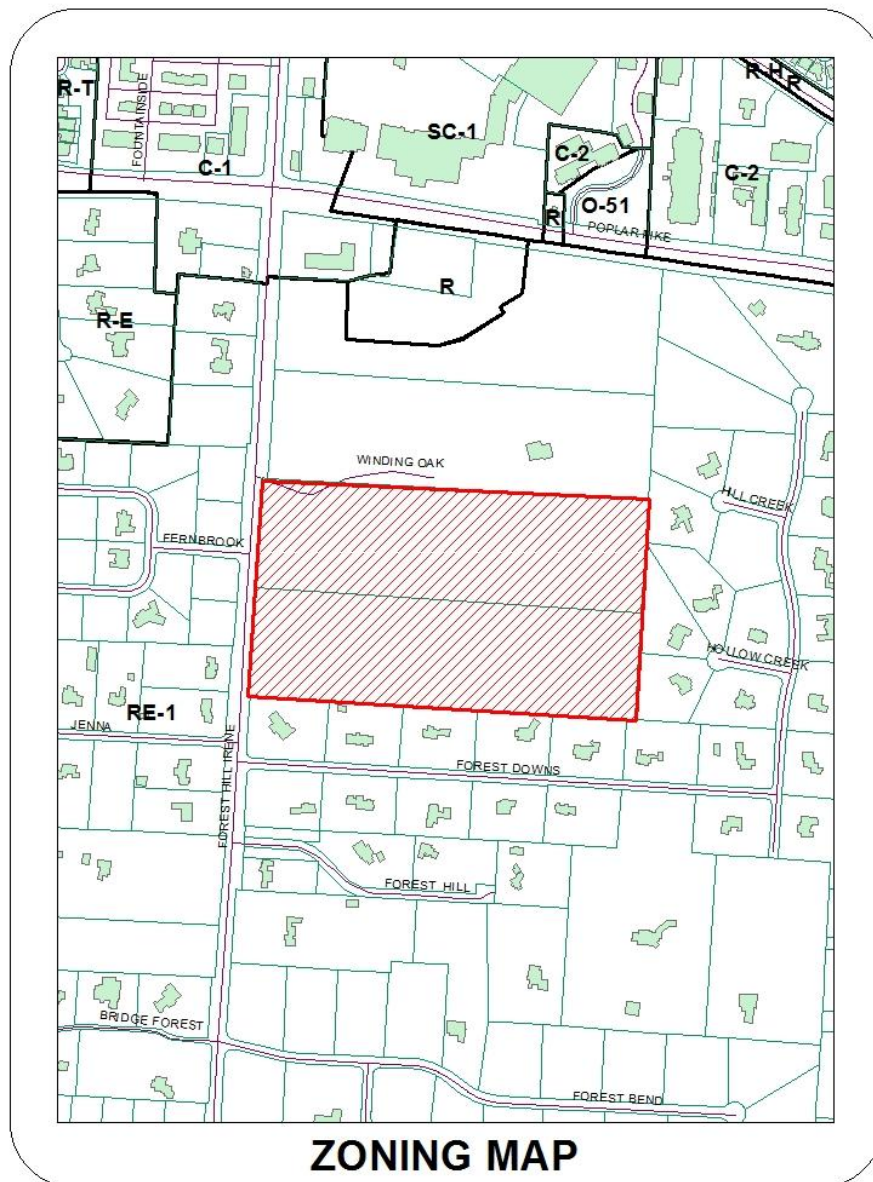 R-T
FOUNTAINSIDE
C-1
SC-1
R-H
R
C-2
C-2
R
O-51
POPLAR PIKE
R
R-E
WINDING OAK
HILL CREEK
FERNBROOK
HOLLOW CREEK
RE-1
JENNA
FOREST HILL IRENE
FOREST DOWNS
FOREST HILL
BRIDGE FOREST
FOREST BEND
ZONING MAP